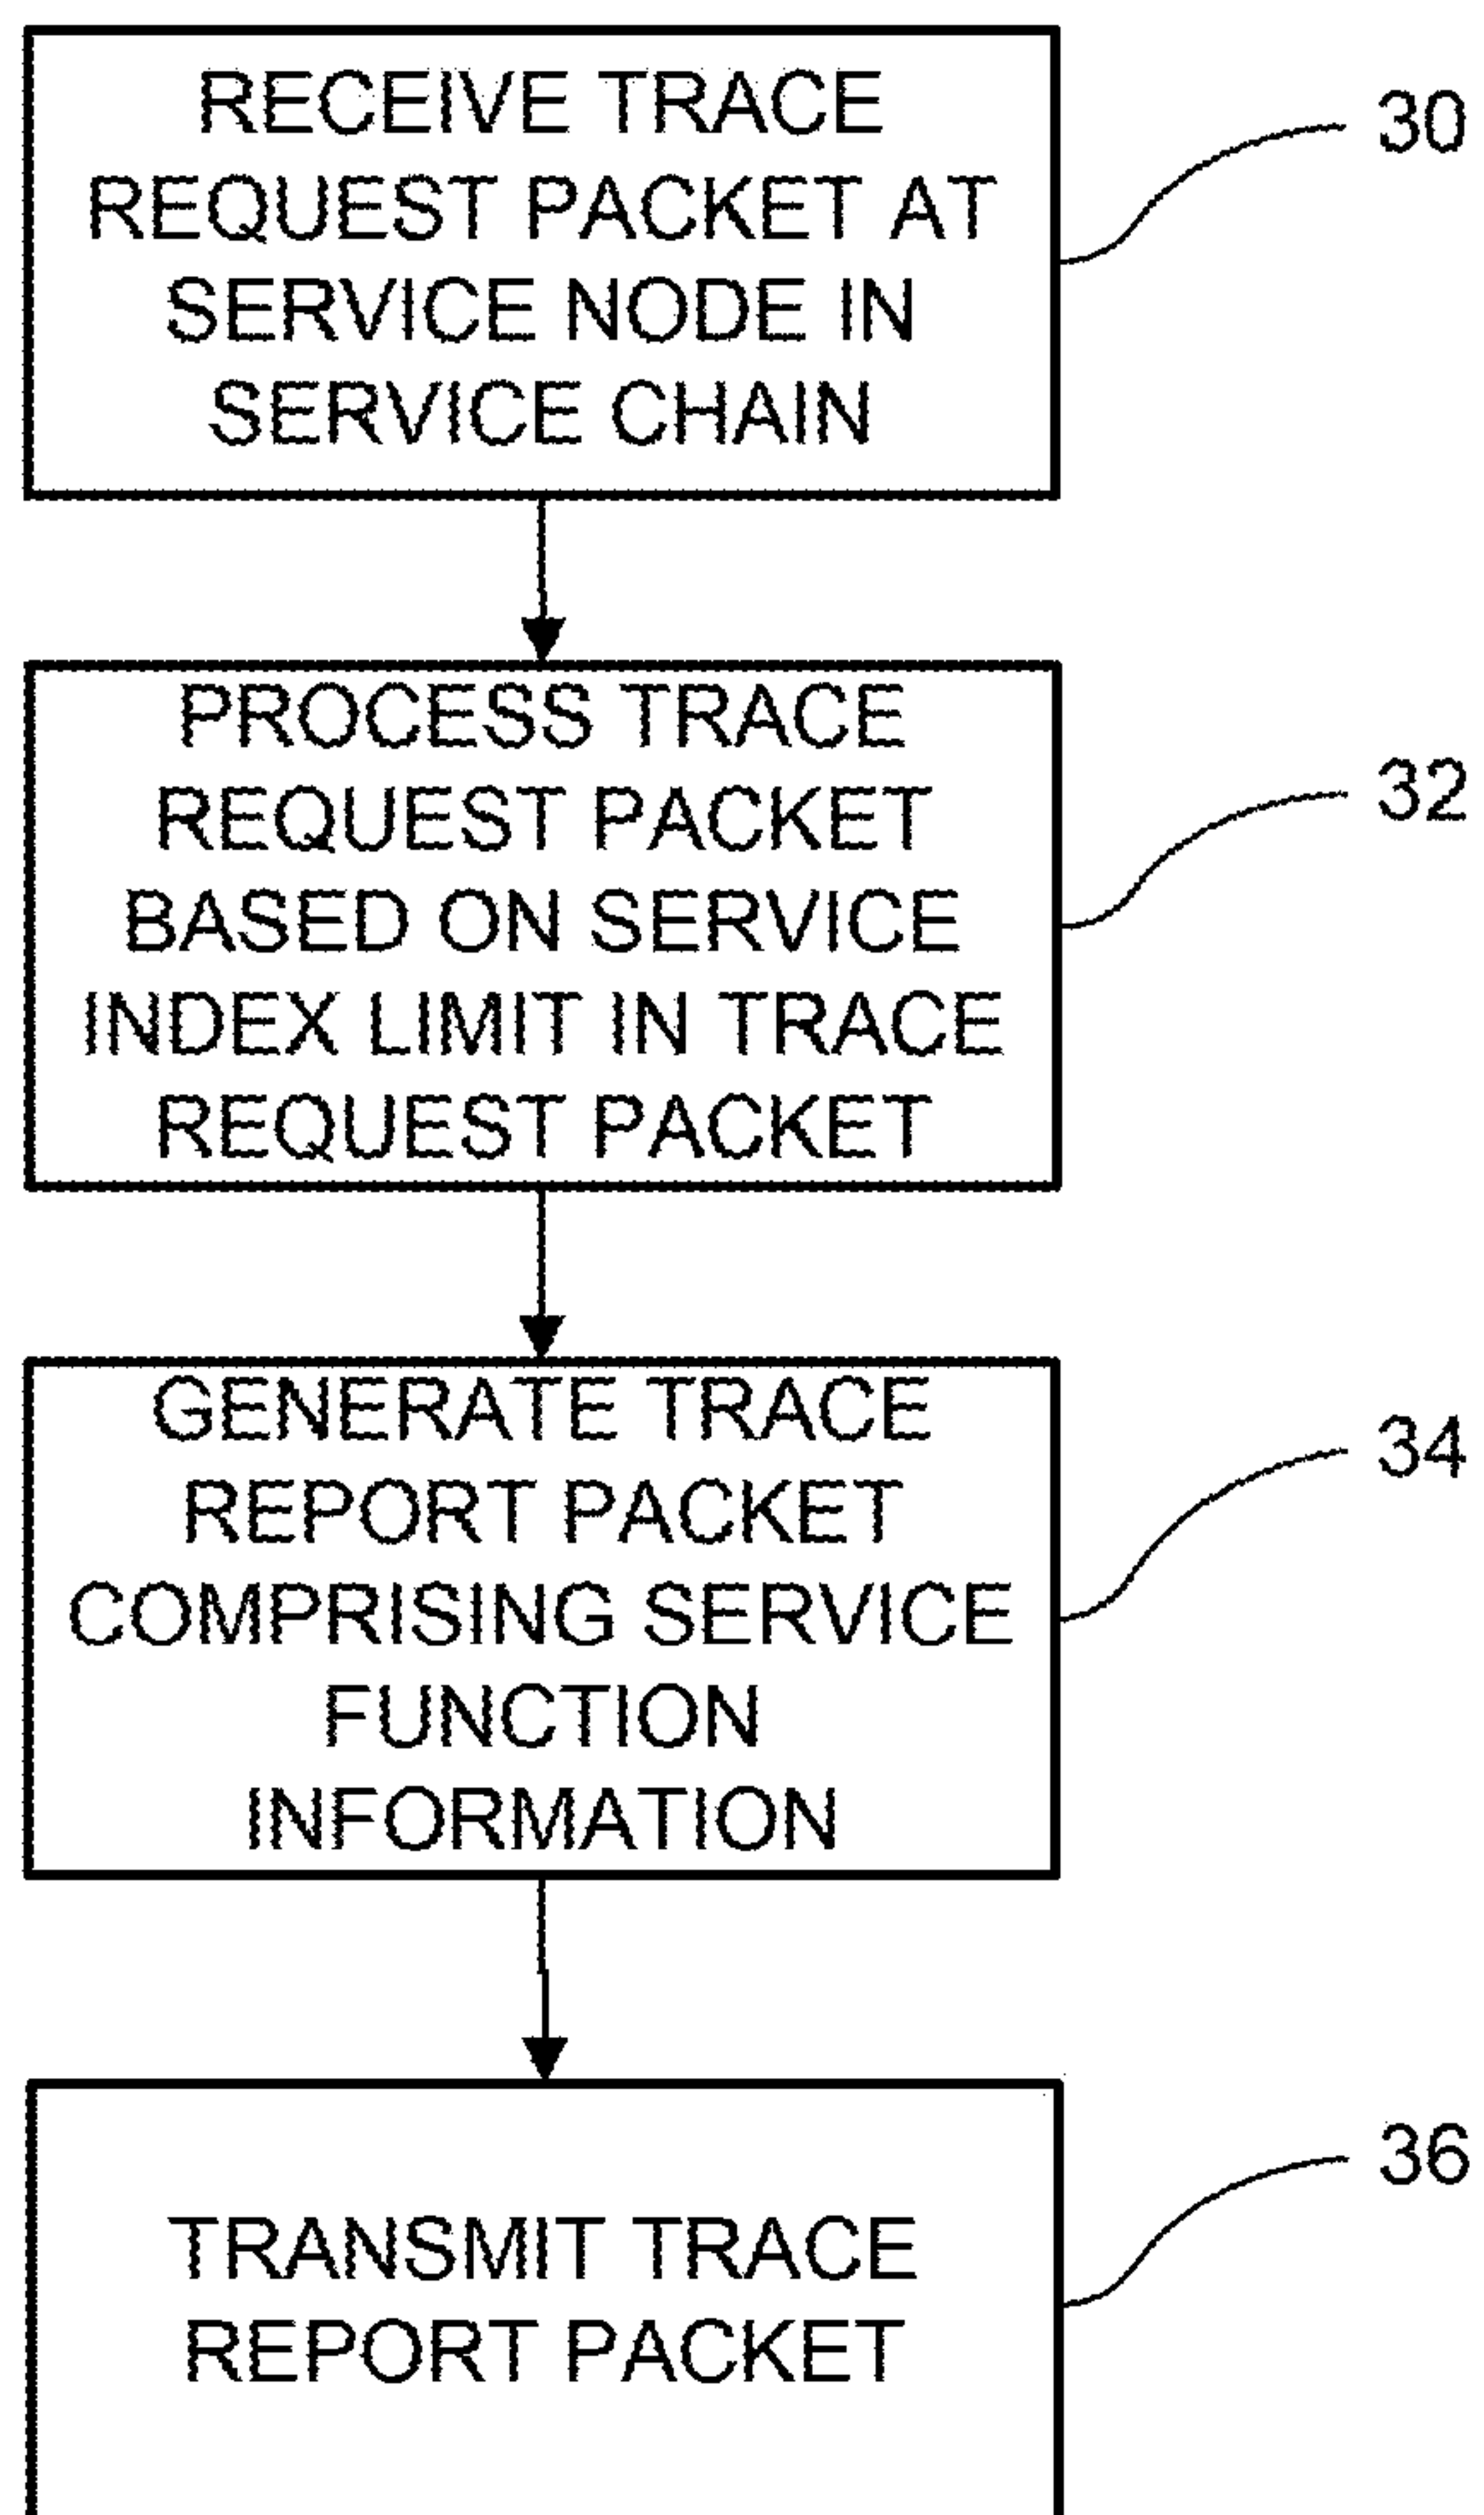 RECEIVE TRACE
REQUEST PACKET AT
SERVICE NODE IN
SERVICE CHAIN
30
PROCESS TRACE
REQUEST PACKET
BASED ON SERVICE
INDEX LIMIT IN TRACE
REQUEST PACKET
32
GENERATE TRACE
REPORT PACKET
COMPRISING SERVICE
FUNCTION
INFORMATION
34
TRANSMIT TRACE
REPORT PACKET
36